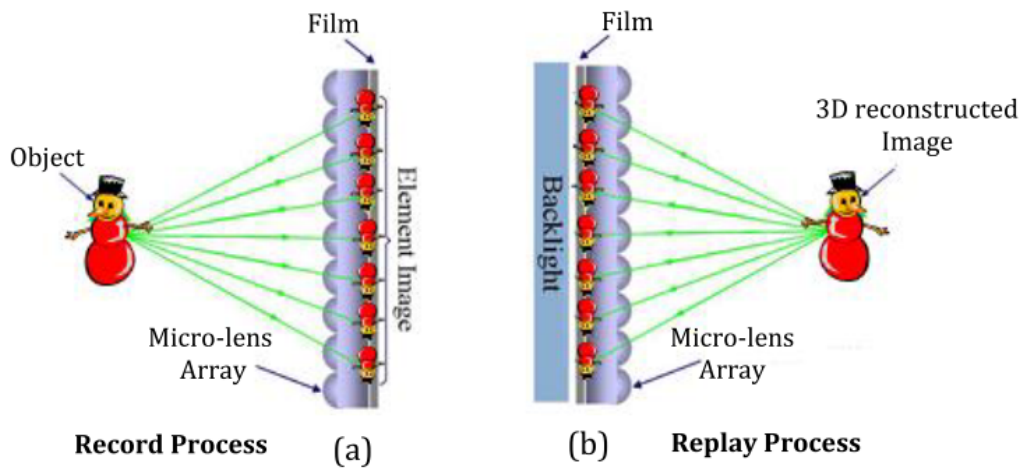 Film
Object
Element Image
Micro-lens
Array
Record Process
(a)
Film
3D reconstructed
Image
Backlight
Micro-lens
Array
(b)
Replay Process